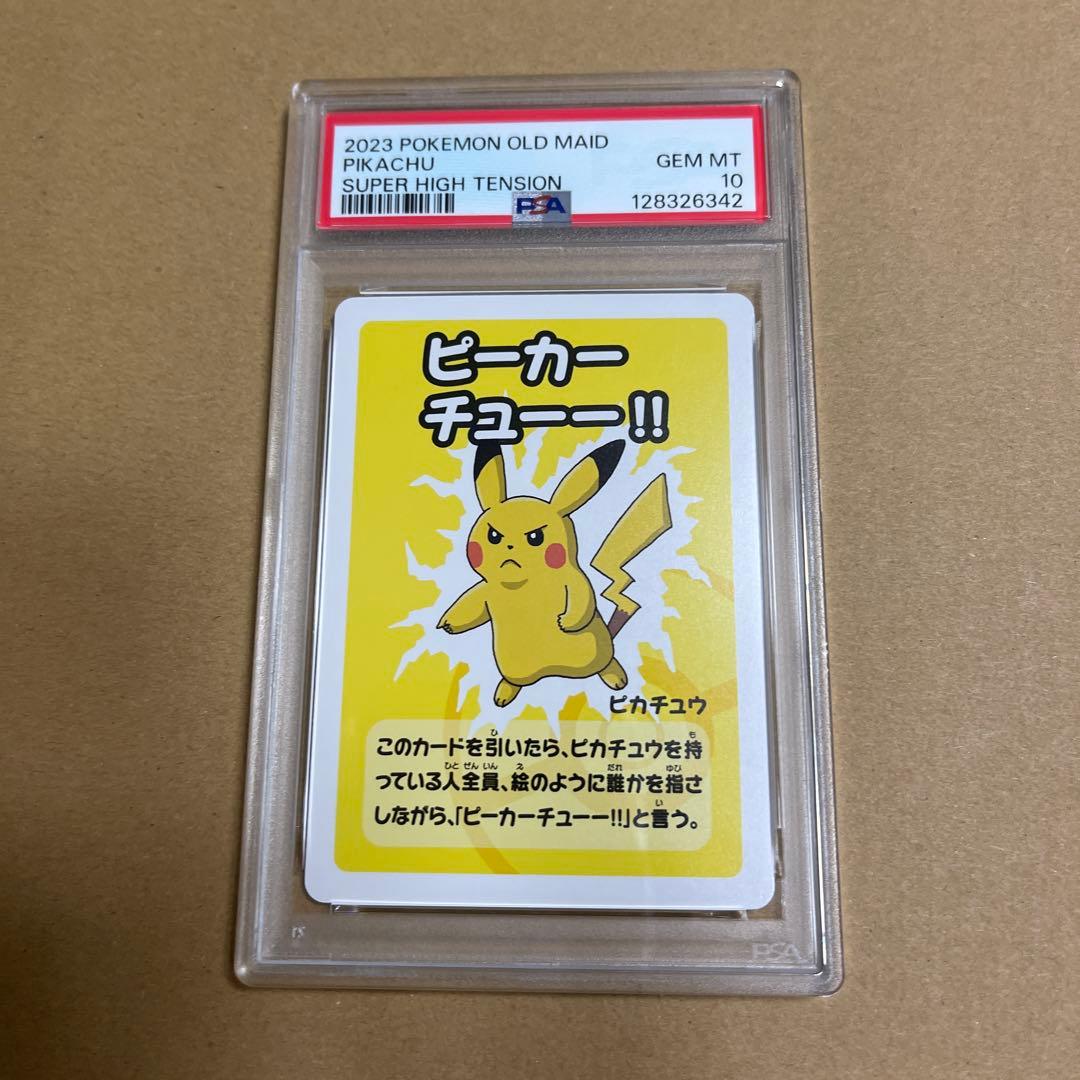 2023 POKEMON OLD MAID
PIKACHU GEM MT
SUPER HIGH TENSION 10
PSA 128326342
ピーカー
チューー!!
ピカチュウ
このカードを引いたら、ピカチュウを持
っている人全員、絵のように誰かを指さ
しながら、「ピーカーチューー!!」と言う。
PSA